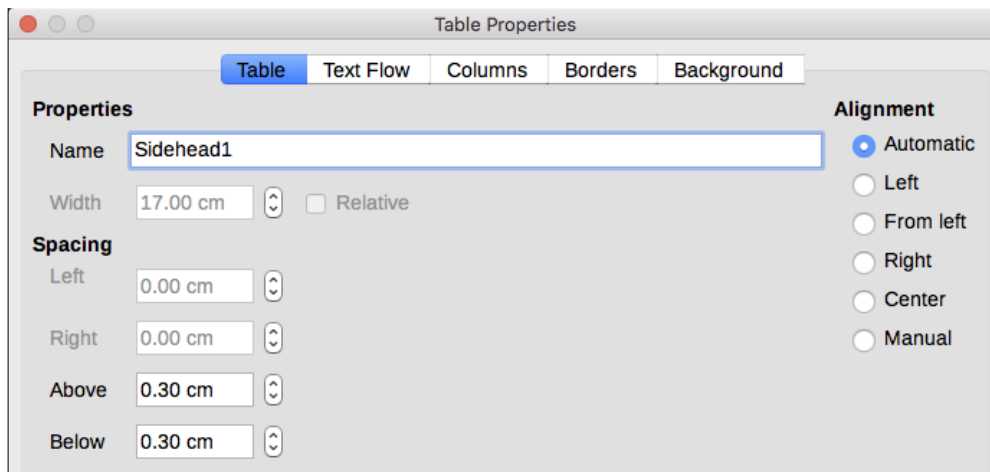 Table Properties
Table Text Flow Columns Borders Background
Properties
Name Sidehead1
Width 17.00 cm Relative
Spacing
Left 0.00 cm
Right 0.00 cm
Above 0.30 cm
Below 0.30 cm
Alignment
Automatic
Left
From left
Right
Center
Manual